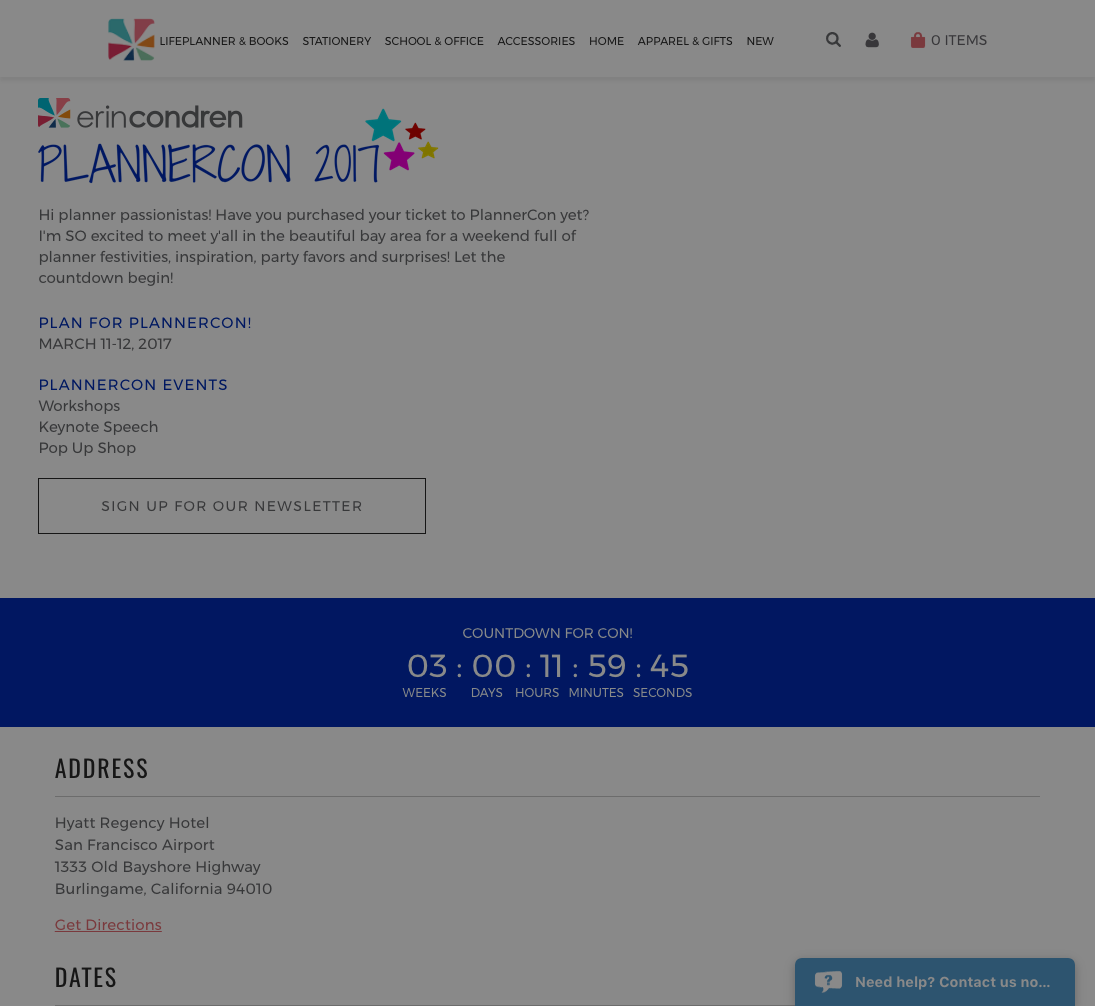 LIFEPLANNER & BOOKS STATIONERY SCHOOL & OFFICE ACCESSORIES HOME APPAREL & GIFTS NEW 0 ITEMS
erincondren
PLANNERCON 2017
Hi planner passionistas! Have you purchased your ticket to PlannerCon yet?
I'm SO excited to meet y'all in the beautiful bay area for a weekend full of
planner festivities, inspiration, party favors and surprises! Let the
countdown begin!
PLAN FOR PLANNERCON!
MARCH 11-12, 2017
PLANNERCON EVENTS
Workshops
Keynote Speech
Pop Up Shop
SIGN UP FOR OUR NEWSLETTER
COUNTDOWN FOR CON!
03 : 00 : 11 : 59 : 45
WEEKS DAYS HOURS MINUTES SECONDS
ADDRESS
Hyatt Regency Hotel
San Francisco Airport
1333 Old Bayshore Highway
Burlingame, California 94010
Get Directions
DATES
Need help? Contact us no...